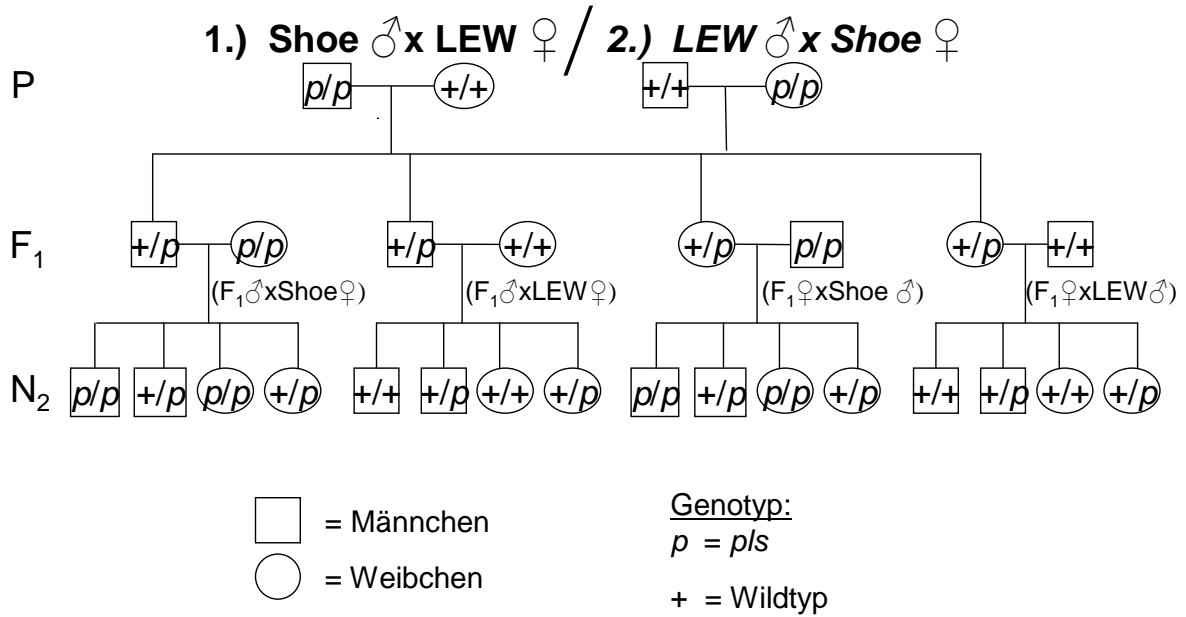 1.) Shoe ♂ x LEW ♀ / 2.) LEW ♂ x Shoe ♀
P p/p +/+ +/+ p/p
F1 +/p p/p +/p +/+ +/p p/p +/p +/+
(F1♂xShoe♀) (F1♂xLEW♀) (F1♀xShoe ♂) (F1♀xLEW♂)
N2 p/p +/p p/p +/p +/+ +/p +/+ +/p p/p +/p p/p +/p +/+ +/p +/+ +/p
= Männchen
= Weibchen
Genotyp:
p = pls
+ = Wildtyp